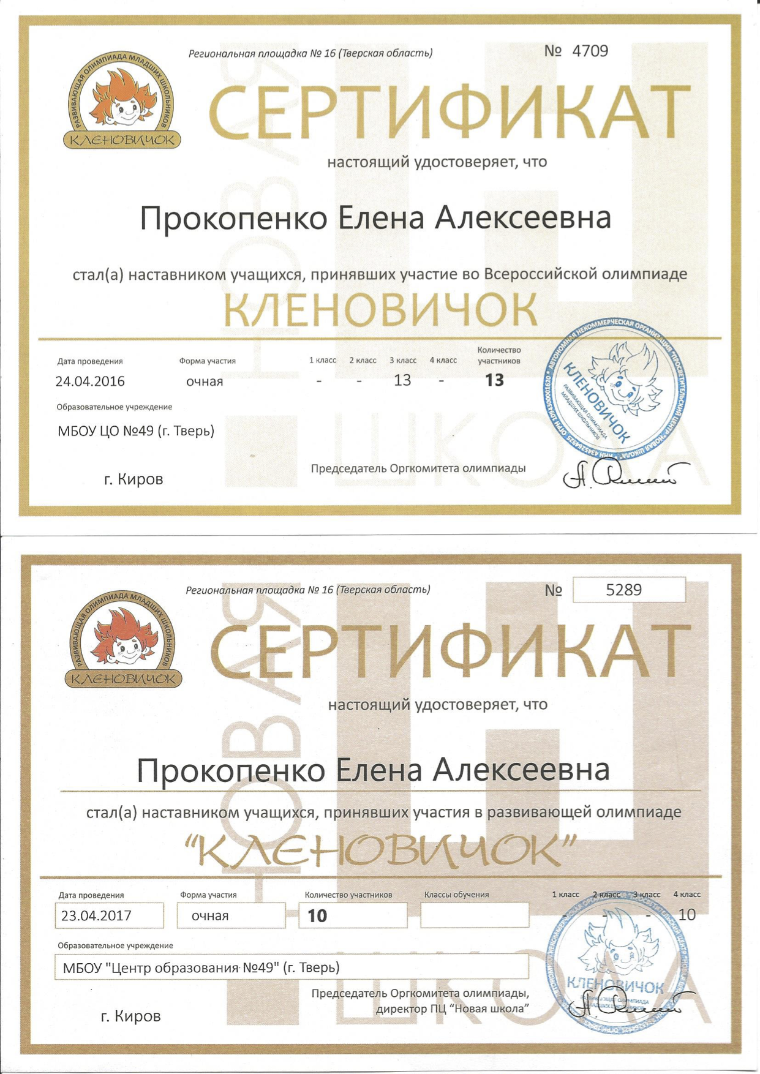 Региональная площадка № 16 (Тверская область)
№ 4709
РАЗВИВАЮЩАЯ ОЛИМПИАДА МЛАДШИХ ШКОЛЬНИКОВ
КЛЕНОВИЧОК
СЕРТИФИКАТ
настоящий удостоверяет, что
Прокопенко Елена Алексеевна
стал(а) наставником учащихся, принявших участие во Всероссийской олимпиаде
КЛЕНОВИЧОК
Дата проведения Форма участия 1 класс 2 класс 3 класс 4 класс Количество участников
24.04.2016 очная - - 13 - 13
Образовательное учреждение
МБОУ ЦО №49 (г. Тверь)
КЛЕНОВИЧОК
РАЗВИВАЮЩАЯ ОЛИМПИАДА
МЛАДШИХ ШКОЛЬНИКОВ
Председатель Оргкомитета олимпиады
г. Киров
НОВАЯ
ШКОЛА
Региональная площадка № 16 (Тверская область)
№ 5289
РАЗВИВАЮЩАЯ ОЛИМПИАДА МЛАДШИХ ШКОЛЬНИКОВ
КЛЕНОВИЧОК
СЕРТИФИКАТ
настоящий удостоверяет, что
Прокопенко Елена Алексеевна
стал(а) наставником учащихся, принявших участия в развивающей олимпиаде
“КЛЕНОВИЧОК”
Дата проведения Форма участия Количество участников Классы обучения 1 класс 2 класс 3 класс 4 класс
23.04.2017 очная 10 - - - 10
Образовательное учреждение
МБОУ "Центр образования №49" (г. Тверь)
КЛЕНОВИЧОК
Председатель Оргкомитета олимпиады,
директор ПЦ “Новая школа”
г. Киров
НОВАЯ
ШКОЛА